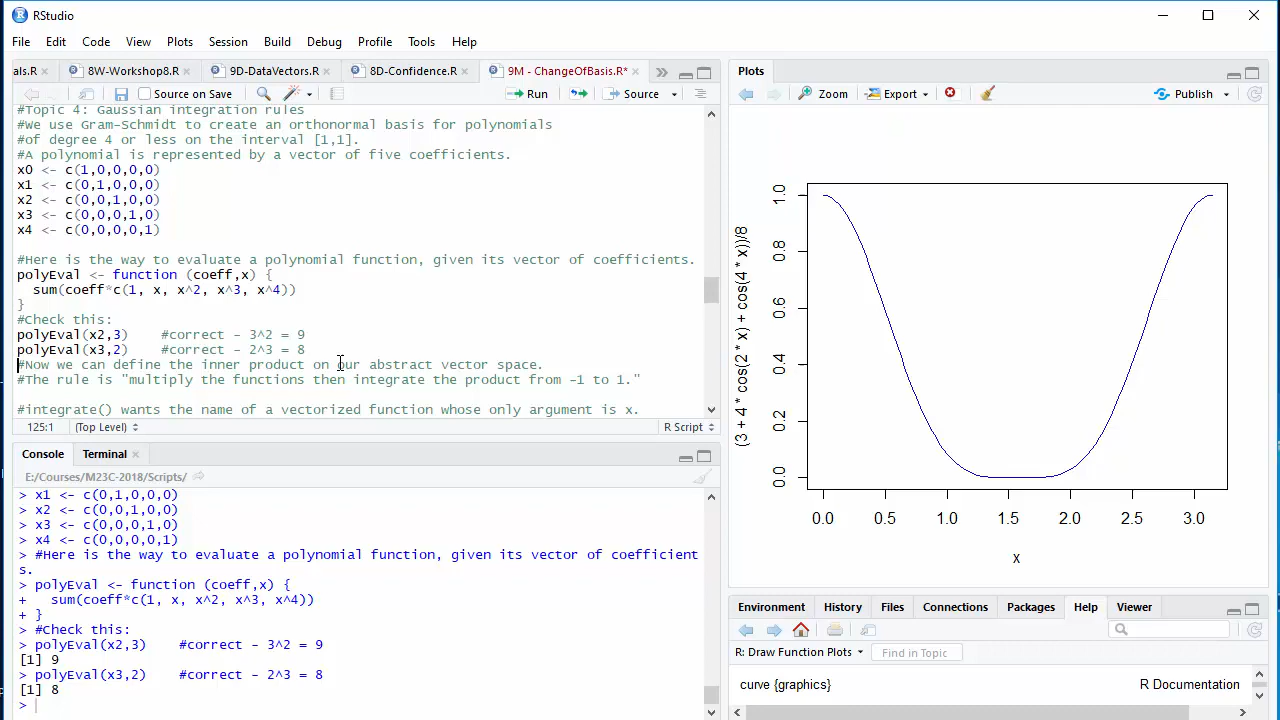 RStudio
File Edit Code View Plots Session Build Debug Profile Tools Help
als.R 8W-Workshop8.R 9D-DataVectors.R 8D-Confidence.R 9M - ChangeOfBasis.R*
Source on Save Run Source
#Topic 4: Gaussian integration rules
#We use Gram-Schmidt to create an orthonormal basis for polynomials
#of degree 4 or less on the interval [1,1].
#A polynomial is represented by a vector of five coefficients.
x0 <- c(1,0,0,0,0)
x1 <- c(0,1,0,0,0)
x2 <- c(0,0,1,0,0)
x3 <- c(0,0,0,1,0)
x4 <- c(0,0,0,0,1)
#Here is the way to evaluate a polynomial function, given its vector of coefficients.
polyEval <- function (coeff,x) {
sum(coeff*c(1, x, x^2, x^3, x^4))
}
#Check this:
polyEval(x2,3) #correct - 3^2 = 9
polyEval(x3,2) #correct - 2^3 = 8
#Now we can define the inner product on our abstract vector space.
#The rule is "multiply the functions then integrate the product from -1 to 1."
#integrate() wants the name of a vectorized function whose only argument is x.
125:1 (Top Level) R Script
Console Terminal
E:/Courses/M23C-2018/Scripts/
> x1 <- c(0,1,0,0,0)
> x2 <- c(0,0,1,0,0)
> x3 <- c(0,0,0,1,0)
> x4 <- c(0,0,0,0,1)
> #Here is the way to evaluate a polynomial function, given its vector of coefficient
s.
> polyEval <- function (coeff,x) {
+ sum(coeff*c(1, x, x^2, x^3, x^4))
+ }
> #Check this:
> polyEval(x2,3) #correct - 3^2 = 9
[1] 9
> polyEval(x3,2) #correct - 2^3 = 8
[1] 8
>
Plots
Zoom Export Publish
(3 + 4 * cos(2 * x) + cos(4 * x))/8
1.0
0.8
0.6
0.4
0.2
0.0
0.0 0.5 1.0 1.5 2.0 2.5 3.0
x
Environment History Files Connections Packages Help Viewer
R: Draw Function Plots Find in Topic
curve {graphics} R Documentation